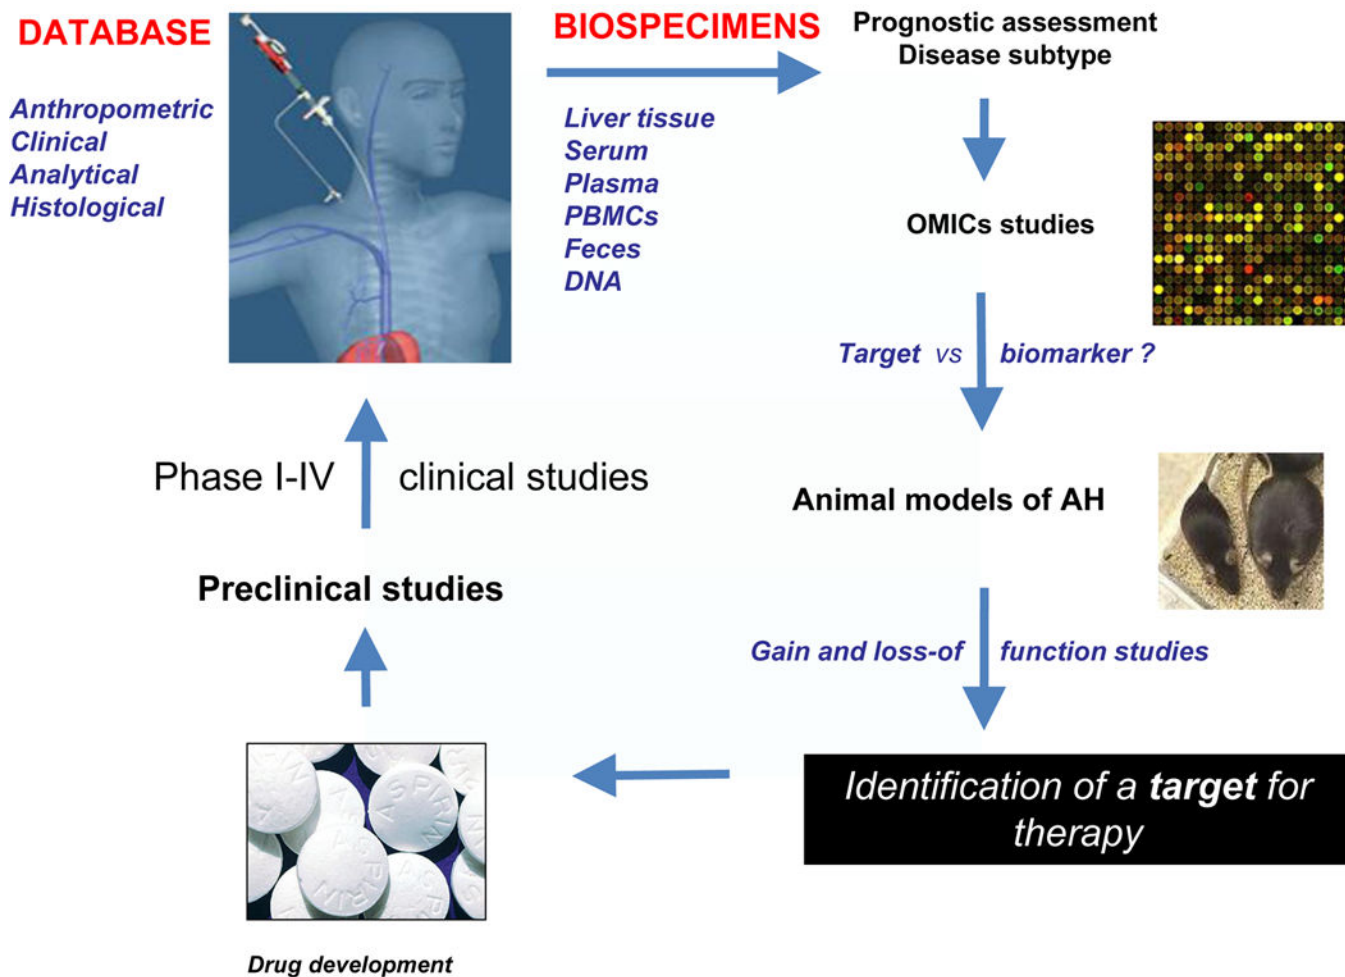 DATABASE
Anthropometric
Clinical
Analytical
Histological
BIOSPECIMENS
Liver tissue
Serum
Plasma
PBMCs
Feces
DNA
Prognostic assessment
Disease subtype
OMICs studies
Target vs biomarker ?
Animal models of AH
Gain and loss-of function studies
Identification of a target for
therapy
Phase I-IV clinical studies
Preclinical studies
ASPIRIN
ASPIRIN
Drug development